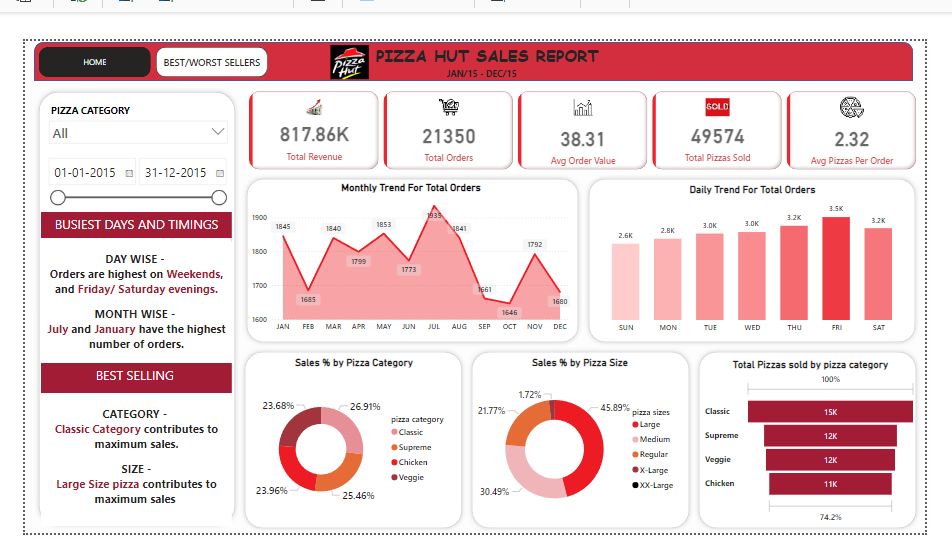 HOME
BEST/WORST SELLERS
Pizza
Hut
PIZZA HUT SALES REPORT
JAN/15 - DEC/15
PIZZA CATEGORY
All
01-01-2015
31-12-2015
BUSIEST DAYS AND TIMINGS
DAY WISE -
Orders are highest on Weekends,
and Friday/ Saturday evenings.
MONTH WISE -
July and January have the highest
number of orders.
BEST SELLING
CATEGORY -
Classic Category contributes to
maximum sales.
SIZE -
Large Size pizza contributes to
maximum sales
817.86K
Total Revenue
21350
Total Orders
38.31
Avg Order Value
SOLD
49574
Total Pizzas Sold
2.32
Avg Pizzas Per Order
Monthly Trend For Total Orders
1900
1800
1700
1600
1845
1685
1840
1799
1853
1773
1935
1841
1661
1646
1792
1680
JAN FEB MAR APR MAY JUN JUL AUG SEP OCT NOV DEC
Daily Trend For Total Orders
2.6K 2.8K 3.0K 3.0K 3.2K 3.5K 3.2K
SUN MON TUE WED THU FRI SAT
Sales % by Pizza Category
23.68%
26.91%
23.96%
25.46%
pizza category
Classic
Supreme
Chicken
Veggie
Sales % by Pizza Size
1.72%
21.77%
45.89%
30.49%
pizza sizes
Large
Medium
Regular
X-Large
XX-Large
Total Pizzas sold by pizza category
100%
Classic 15K
Supreme 12K
Veggie 12K
Chicken 11K
74.2%